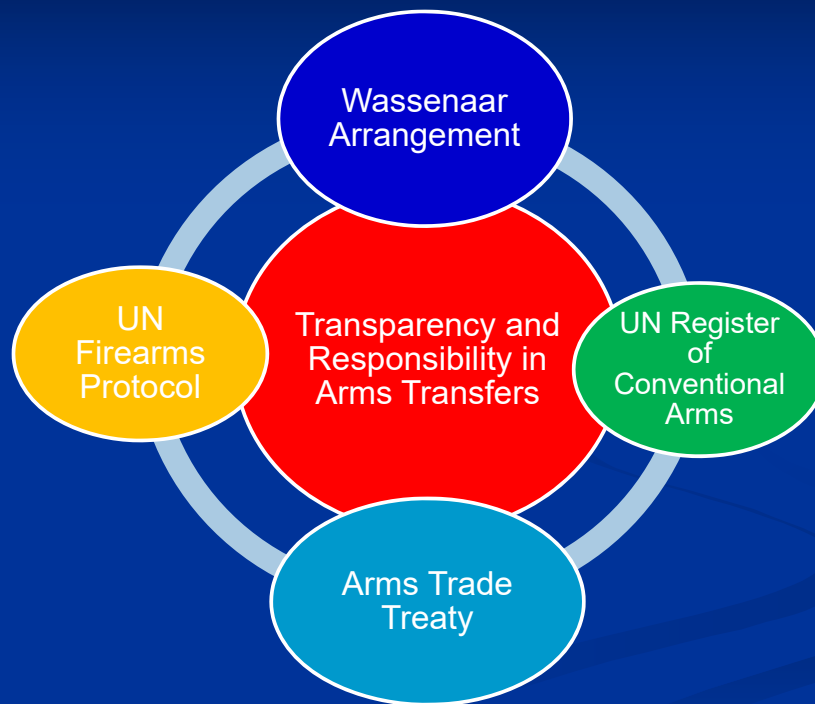 Wassenaar
Arrangement
UN
Firearms
Protocol
Transparency and
Responsibility in
Arms Transfers
UN Register
of
Conventional
Arms
Arms Trade
Treaty